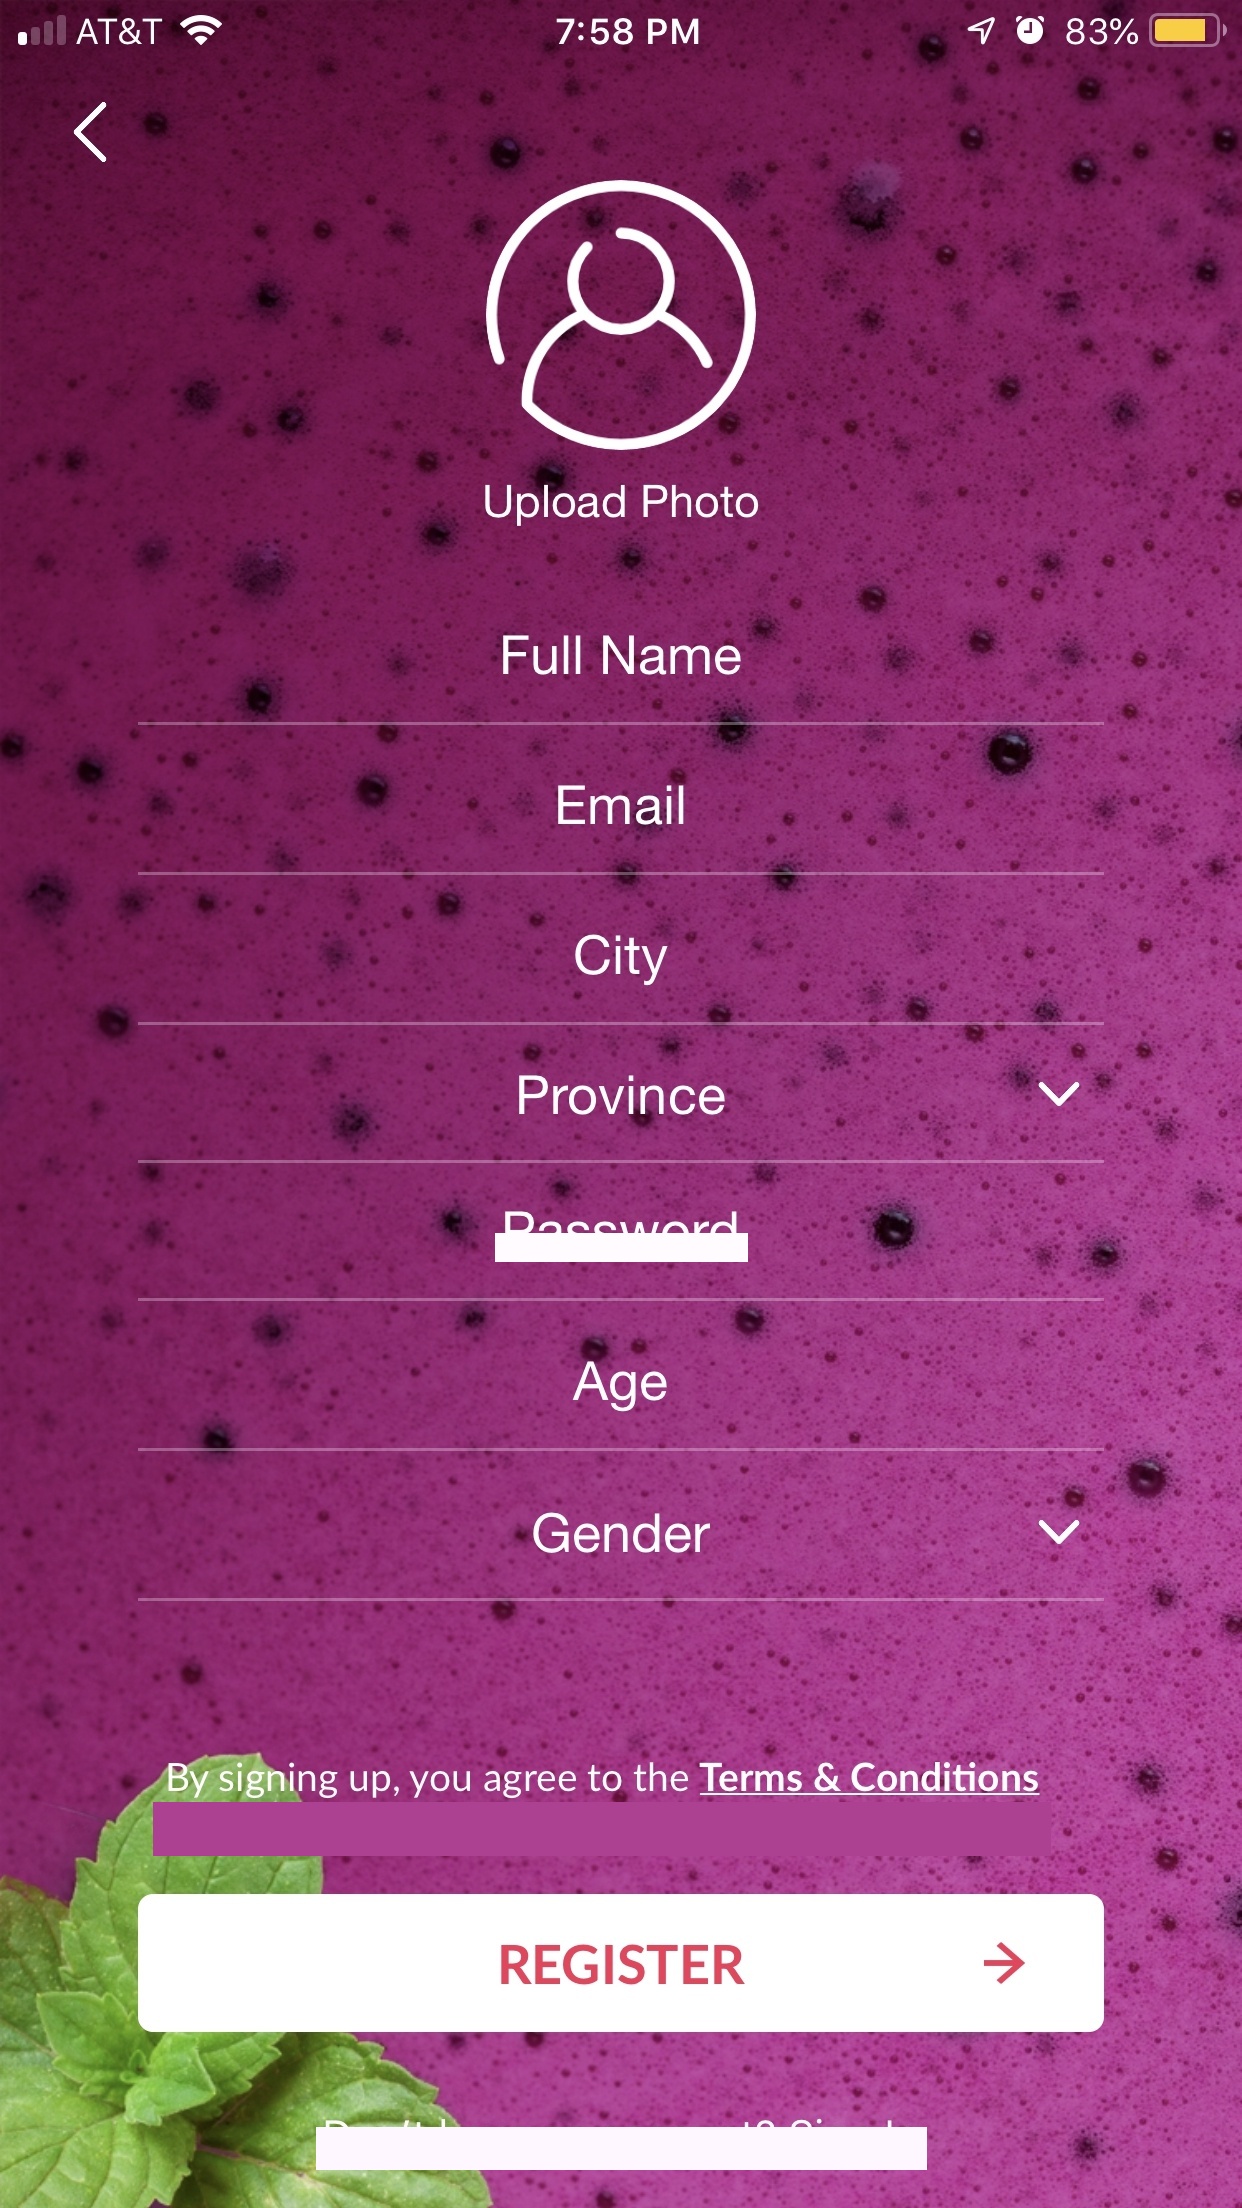 AT&T 7:58 PM 83%
Upload Photo
Full Name
Email
City
Province
Password
Age
Gender
By signing up, you agree to the Terms & Conditions
REGISTER
Don't